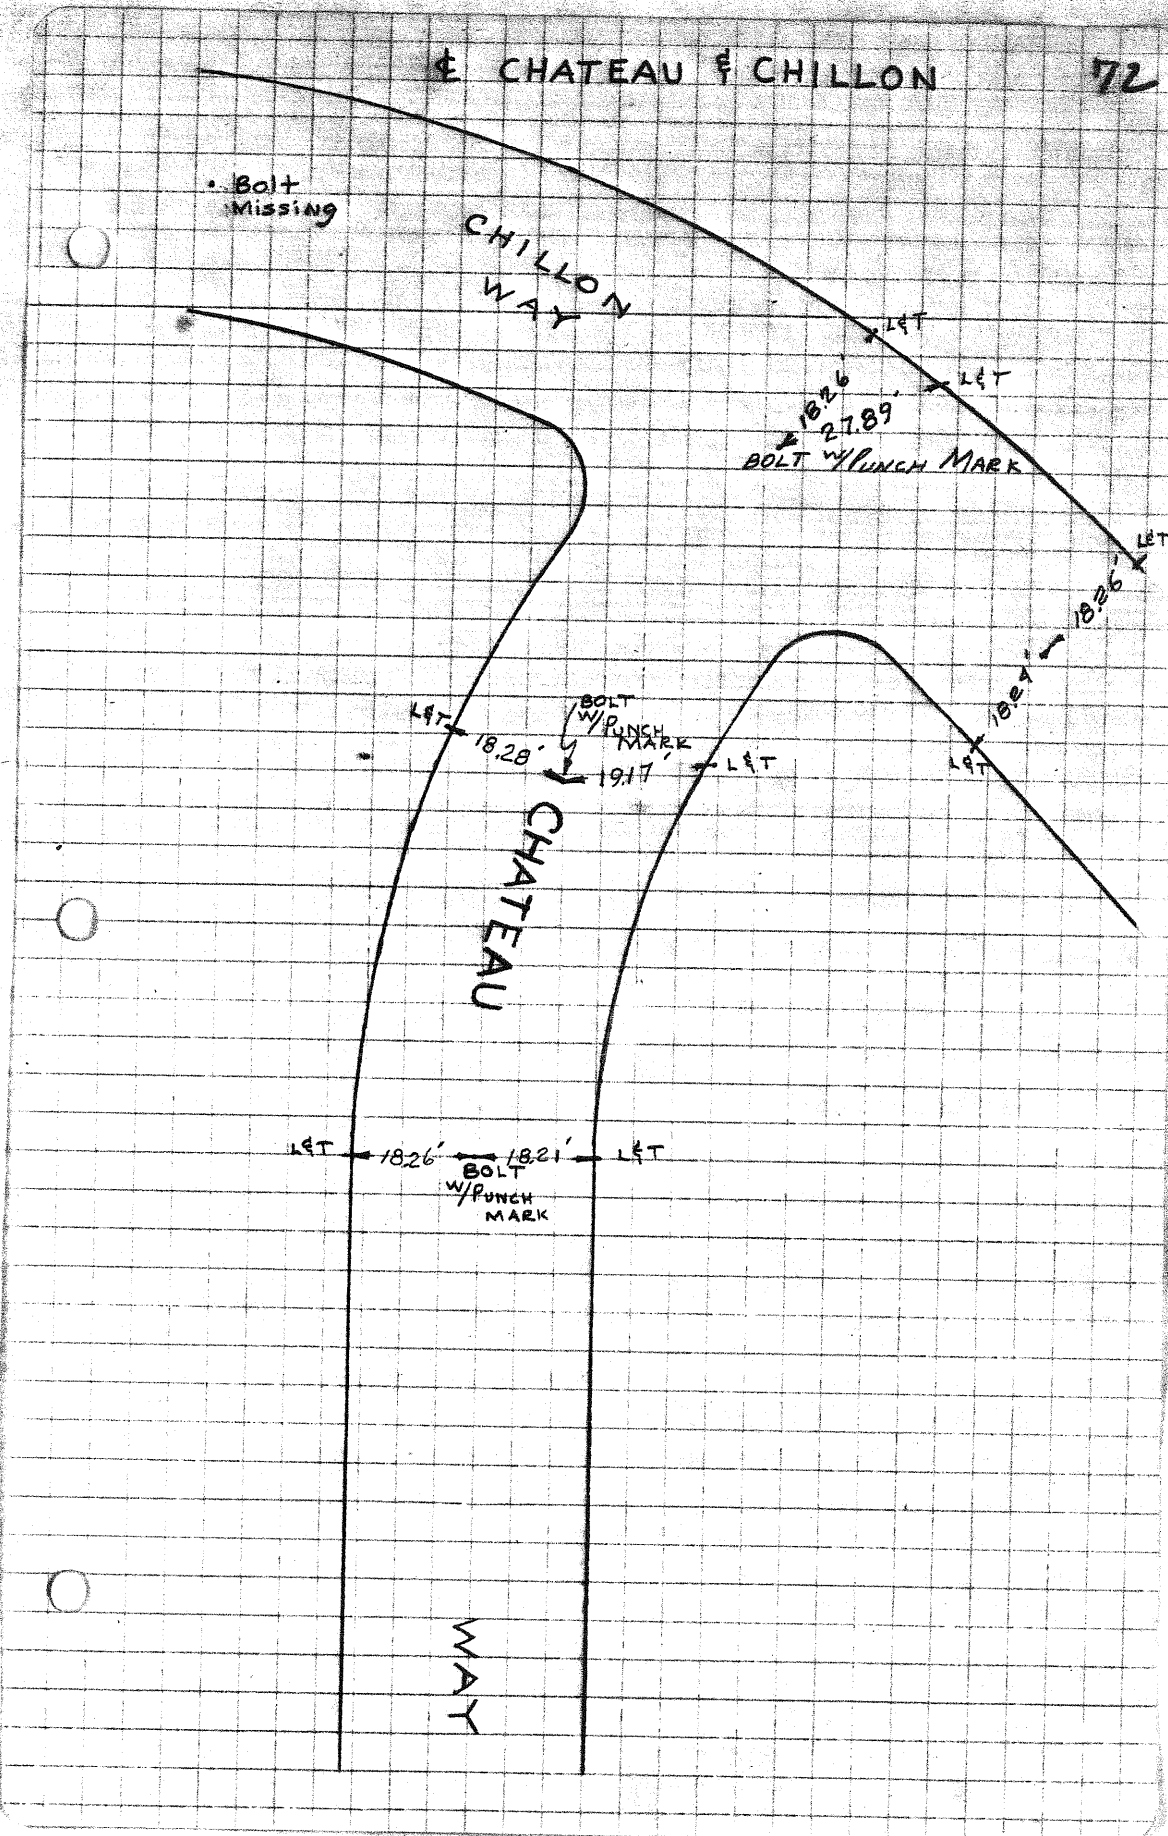 ℄ CHATEAU & CHILLON
72
• Bolt
Missing
CHILLON
WAY
L&T
18.26'
L&T
27.89'
BOLT W/PUNCH MARK
L&T
18.26'
18.24'
L&T
L&T
18.28'
BOLT
W/PUNCH
MARK
19.17'
L&T
CHATEAU
L&T
18.26'
18.21'
L&T
BOLT
W/PUNCH
MARK
WAY